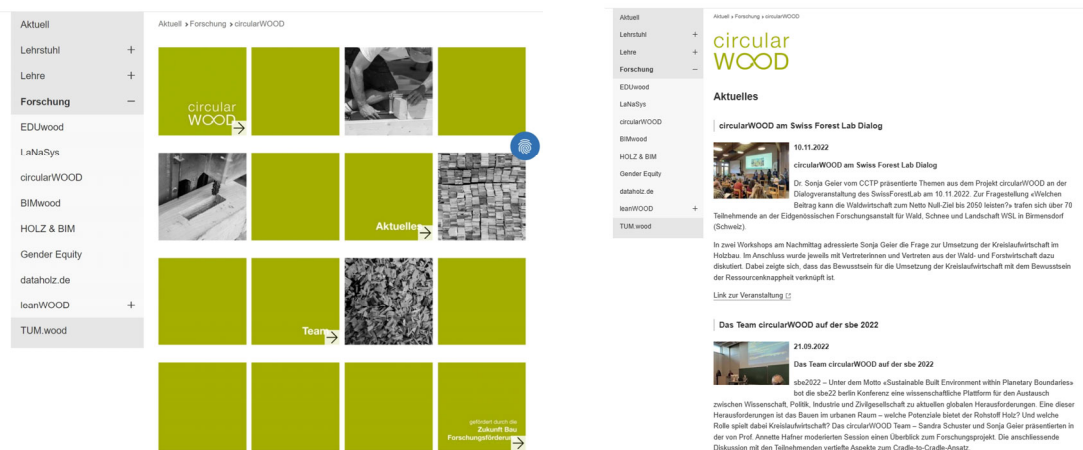 Aktuell
Lehrstuhl +
Lehre +
Forschung −
EDUwood
LaNaSys
circularWOOD
BIMwood
HOLZ & BIM
Gender Equity
dataholz.de
leanWOOD +
TUM.wood
Aktuell > Forschung > circularWOOD
circular
WOOD
Aktuelles
Team
gefördert durch die
Zukunft Bau
Forschungsförderung
Aktuell
Lehrstuhl +
Lehre +
Forschung −
EDUwood
LaNaSys
circularWOOD
BIMwood
HOLZ & BIM
Gender Equity
dataholz.de
leanWOOD +
TUM.wood
Aktuell > Forschung > circularWOOD
circular
WOOD
Aktuelles
circularWOOD am Swiss Forest Lab Dialog
10.11.2022
circularWOOD am Swiss Forest Lab Dialog
Dr. Sonja Geier vom CCTP präsentierte Themen aus dem Projekt circularWOOD an der
Dialogveranstaltung des SwissForestLab am 10.11.2022. Zur Fragestellung «Welchen
Beitrag kann die Waldwirtschaft zum Netto Null-Ziel bis 2050 leisten?» trafen sich über 70
Teilnehmende an der Eidgenössischen Forschungsanstalt für Wald, Schnee und Landschaft WSL in Birmensdorf
(Schweiz).
In zwei Workshops am Nachmittag adressierte Sonja Geier die Frage zur Umsetzung der Kreislaufwirtschaft im
Holzbau. Im Anschluss wurde jeweils mit Vertreterinnen und Vertreten aus der Wald- und Forstwirtschaft dazu
diskutiert. Dabei zeigte sich, dass das Bewusstsein für die Umsetzung der Kreislaufwirtschaft mit dem Bewusstsein
der Ressourcenknappheit verknüpft ist.
Link zur Veranstaltung
Das Team circularWOOD auf der sbe 2022
21.09.2022
Das Team circularWOOD auf der sbe 2022
sbe2022 – Unter dem Motto «Sustainable Built Environment within Planetary Boundaries»
bot die sbe22 berlin Konferenz eine wissenschaftliche Plattform für den Austausch
zwischen Wissenschaft, Politik, Industrie und Zivilgesellschaft zu aktuellen globalen Herausforderungen. Eine dieser
Herausforderungen ist das Bauen im urbanen Raum – welche Potenziale bietet der Rohstoff Holz? Und welche
Rolle spielt dabei Kreislaufwirtschaft? Das circularWOOD Team – Sandra Schuster und Sonja Geier präsentierten in
der von Prof. Annette Hafner moderierten Session einen Überblick zum Forschungsprojekt. Die anschliessende
Diskussion mit den Teilnehmenden vertiefte Aspekte zum Cradle-to-Cradle-Ansatz.